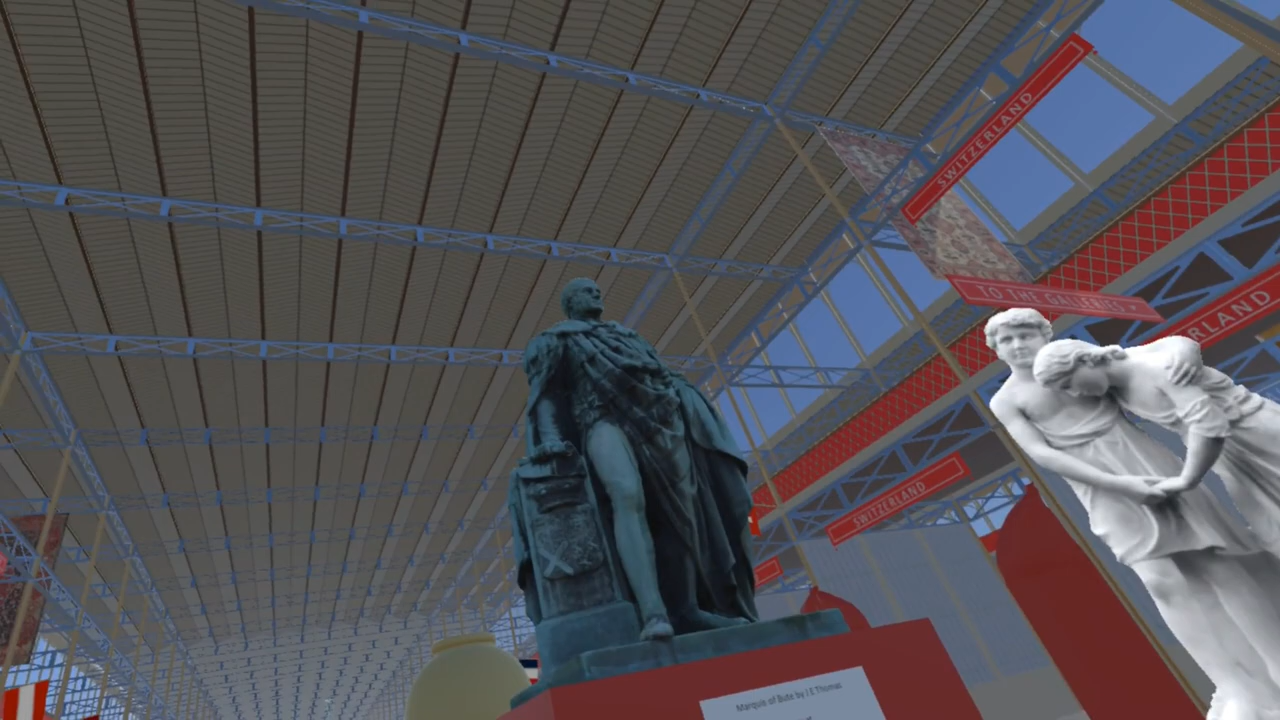 SWITZERLAND
TO THE GALLERIES
RLAND
SWITZERLAND
Marquis of Bute by J E Thomas